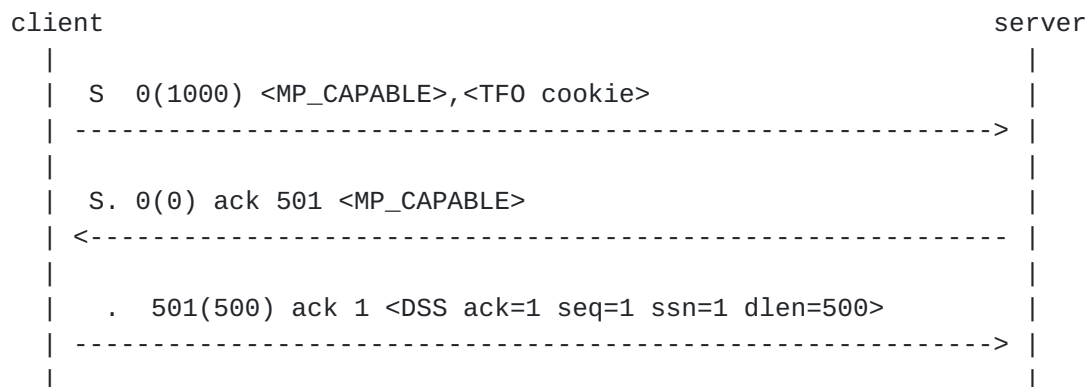 client server
S 0(1000) <MP_CAPABLE>,<TFO cookie>
S. 0(0) ack 501 <MP_CAPABLE>
. 501(500) ack 1 <DSS ack=1 seq=1 ssn=1 dlen=500>